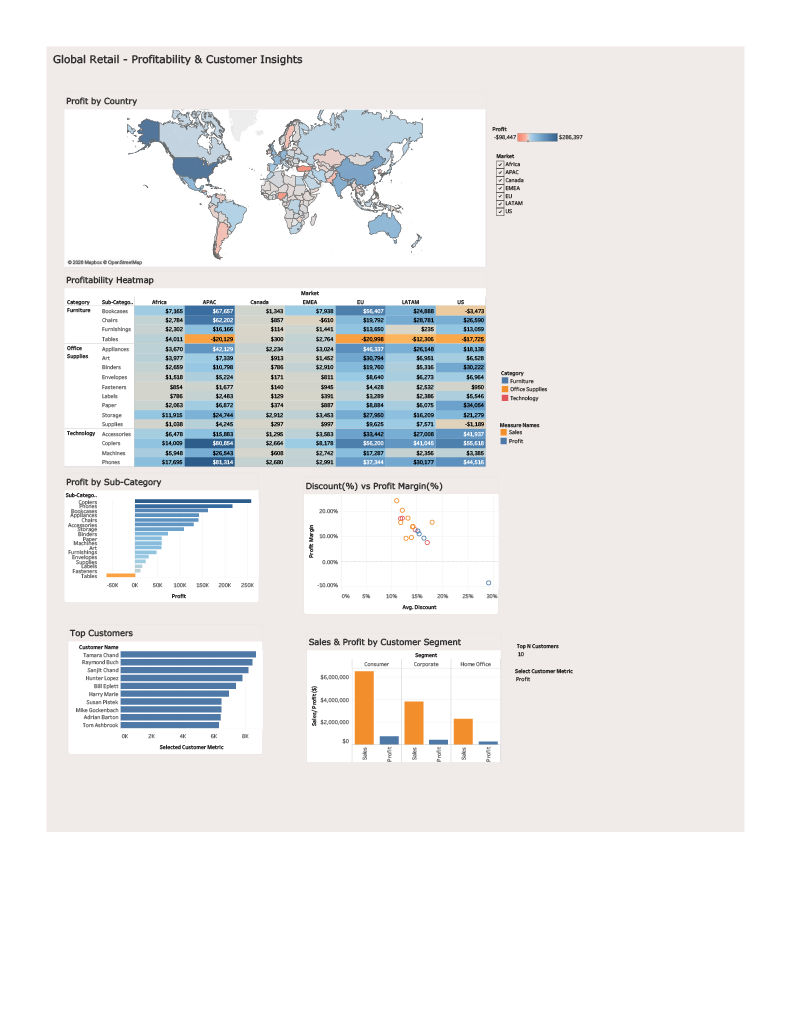 Global Retail - Profitability & Customer Insights
Profit by Country
Profit
-$98,447 $286,397
Market
Africa
APAC
Canada
EMEA
EU
LATAM
US
© 2026 Mapbox © OpenStreetMap
Profitability Heatmap
Market
Category Sub-Catego.. Africa APAC Canada EMEA EU LATAM US
Furniture Bookcases $7,165 $67,657 $1,343 $7,938 $56,407 $24,888 -$3,473
Chairs $2,784 $62,202 $857 -$610 $19,792 $28,781 $26,590
Furnishings $2,302 $16,166 $114 $1,441 $13,650 $235 $13,059
Tables $4,011 -$20,129 $300 $2,764 -$20,998 -$12,306 -$17,725
Office Supplies Appliances $3,670 $42,129 $2,234 $3,024 $46,337 $26,148 $18,138
Art $3,977 $7,339 $913 $1,452 $30,794 $6,951 $6,528
Binders $2,659 $10,798 $786 $2,910 $19,760 $5,316 $30,222
Envelopes $1,518 $5,224 $171 $811 $8,640 $6,273 $6,964
Fasteners $854 $1,677 $140 $945 $4,428 $2,532 $950
Labels $786 $2,483 $129 $391 $3,289 $2,386 $5,546
Paper $2,063 $6,872 $374 $887 $8,884 $6,075 $34,054
Storage $11,915 $24,744 $2,912 $3,453 $27,950 $16,209 $21,279
Supplies $1,038 $4,245 $297 $997 $9,625 $7,571 -$1,189
Technology Accessories $6,478 $15,883 $1,295 $3,583 $33,442 $27,008 $41,937
Copiers $14,009 $80,854 $2,664 $8,178 $56,200 $41,045 $55,618
Machines $5,948 $26,543 $608 $2,742 $17,287 $2,356 $3,385
Phones $17,695 $81,314 $2,680 $2,991 $37,344 $30,177 $44,516
Category
Furniture
Office Supplies
Technology
Measure Names
Sales
Profit
Profit by Sub-Category
Sub-Catego..
Copiers
Phones
Bookcases
Appliances
Chairs
Accessories
Storage
Binders
Paper
Machines
Art
Furnishings
Envelopes
Supplies
Labels
Fasteners
Tables
-50K 0K 50K 100K 150K 200K 250K
Profit
Discount(%) vs Profit Margin(%)
Profit Margin
20.00%
10.00%
0.00%
-10.00%
0% 5% 10% 15% 20% 25% 30%
Avg. Discount
Top Customers
Customer Name
Tamara Chand
Raymond Buch
Sanjit Chand
Hunter Lopez
Bill Eplett
Harry Marie
Susan Pistek
Mike Gockenbach
Adrian Barton
Tom Ashbrook
0K 2K 4K 6K 8K
Selected Customer Metric
Sales & Profit by Customer Segment
Segment
Consumer Corporate Home Office
Sales/ Profit($)
$6,000,000
$4,000,000
$2,000,000
$0
Sales Profit Sales Profit Sales Profit
Top N Customers
10
Select Customer Metric
Profit